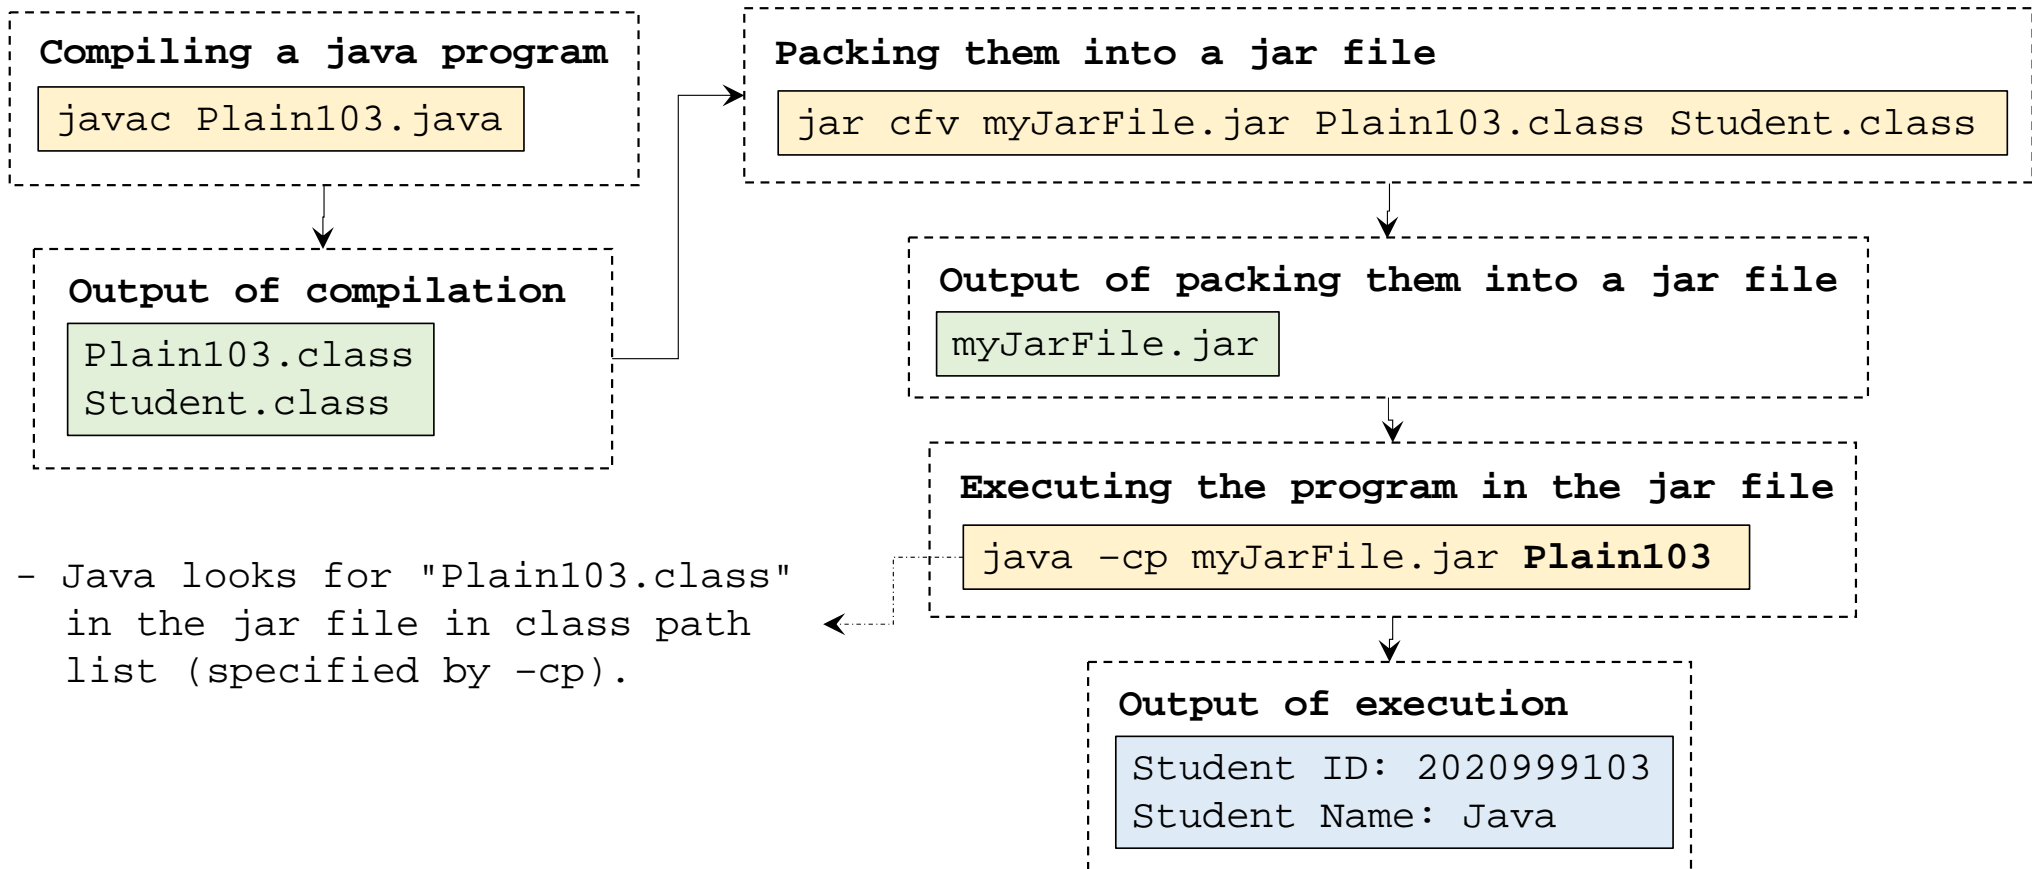 Compiling a java program
javac Plain103.java
Output of compilation
Plain103.class
Student.class
Packing them into a jar file
jar cfv myJarFile.jar Plain103.class Student.class
Output of packing them into a jar file
myJarFile.jar
Executing the program in the jar file
java –cp myJarFile.jar Plain103
- Java looks for "Plain103.class"
in the jar file in class path
list (specified by –cp).
Output of execution
Student ID: 2020999103
Student Name: Java